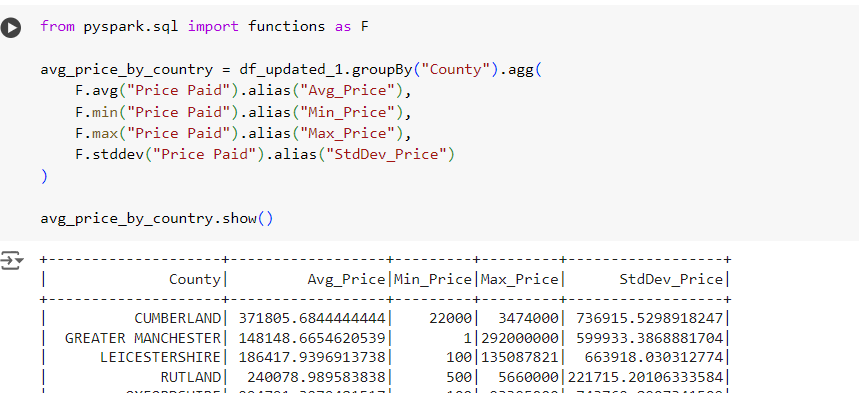 from pyspark.sql import functions as F
avg_price_by_country = df_updated_1.groupBy("County").agg(
F.avg("Price Paid").alias("Avg_Price"),
F.min("Price Paid").alias("Min_Price"),
F.max("Price Paid").alias("Max_Price"),
F.stddev("Price Paid").alias("StdDev_Price")
)
avg_price_by_country.show()
+--------------------+-----------------+---------+---------+------------------+
|              County|        Avg_Price|Min_Price|Max_Price|      StdDev_Price|
+--------------------+-----------------+---------+---------+------------------+
|          CUMBERLAND| 371805.6844444444|    22000|  3474000| 736915.5298918247|
|  GREATER MANCHESTER| 148148.6654620539|        1|292000000| 599933.3868881704|
|      LEICESTERSHIRE| 186417.9396913738|      100|135087821|  663918.030312774|
|             RUTLAND|  240078.989583838|      500|  5660000|221715.20106333584|